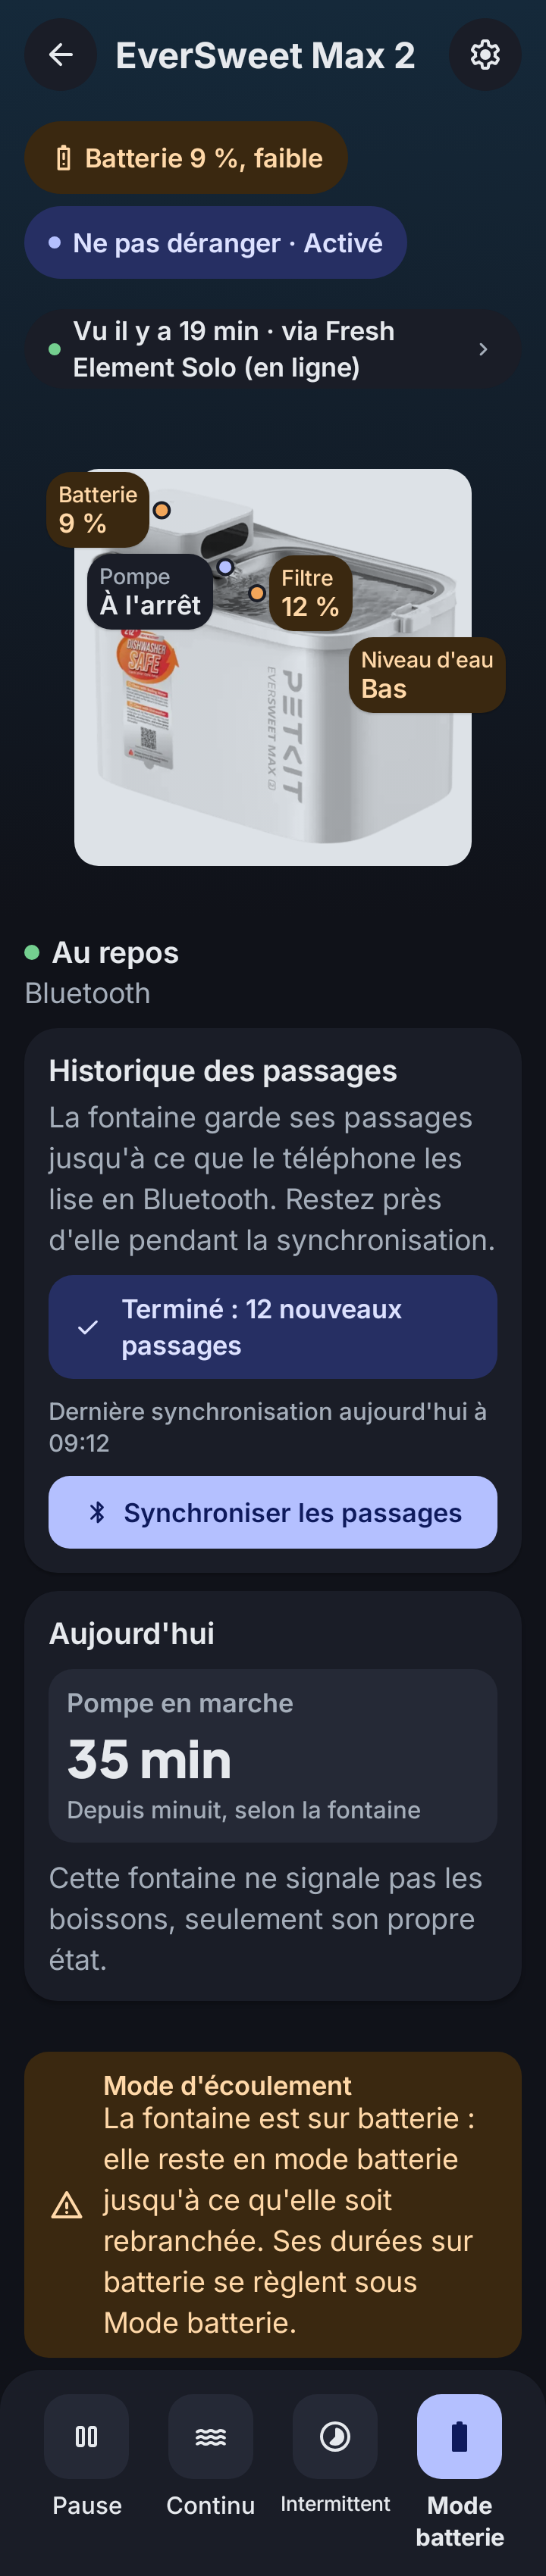 EverSweet Max 2
Batterie 9 %, faible
Ne pas déranger · Activé
Vu il y a 19 min · via Fresh
Element Solo (en ligne)
Batterie
9 %
Pompe
À l'arrêt
Filtre
12 %
Niveau d'eau
Bas
DISHWASHER
SAFE
PETKIT
EVERSWEET MAX 2
Au repos
Bluetooth
Historique des passages
La fontaine garde ses passages
jusqu'à ce que le téléphone les
lise en Bluetooth. Restez près
d'elle pendant la synchronisation.
Terminé : 12 nouveaux
passages
Dernière synchronisation aujourd'hui à
09:12
Synchroniser les passages
Aujourd'hui
Pompe en marche
35 min
Depuis minuit, selon la fontaine
Cette fontaine ne signale pas les
boissons, seulement son propre
état.
Mode d'écoulement
La fontaine est sur batterie :
elle reste en mode batterie
jusqu'à ce qu'elle soit
rebranchée. Ses durées sur
batterie se règlent sous
Mode batterie.
Pause
Continu
Intermittent
Mode
batterie